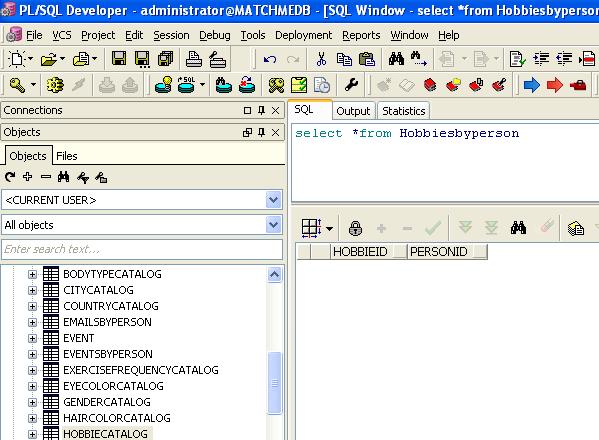 PL/SQL Developer - administrator@MATCHMEDB - [SQL Window - select *from Hobbiesbyperson
File VCS Project Edit Session Debug Tools Deployment Reports Window Help
SQL
Connections
SQL Output Statistics
Objects
select *from Hobbiesbyperson
Objects Files
<CURRENT USER>
All objects
Enter search text...
HOBBIEID PERSONID
BODYTYPECATALOG
CITYCATALOG
COUNTRYCATALOG
EMAILSBYPERSON
EVENT
EVENTSBYPERSON
EXERCISEFREQUENCYCATALOG
EYECOLORCATALOG
GENDERCATALOG
HAIRCOLORCATALOG
HOBBIECATALOG